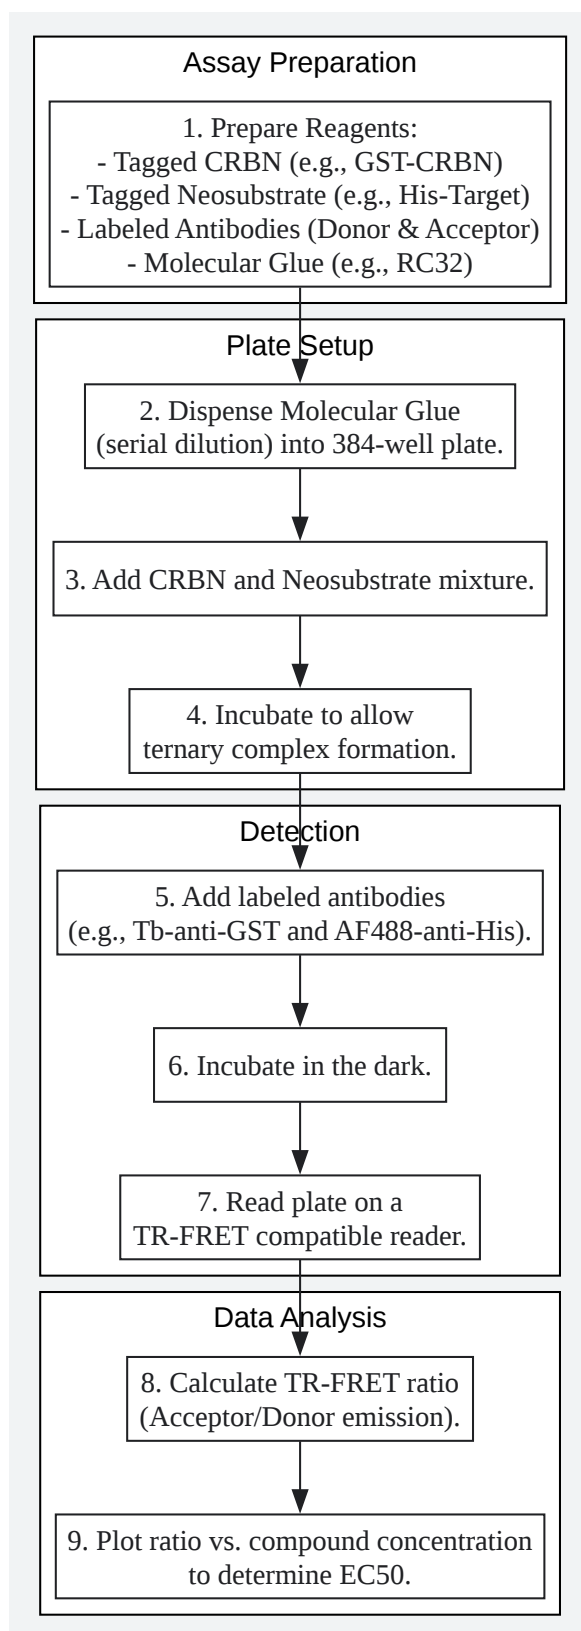 Assay Preparation
1. Prepare Reagents:
- Tagged CRBN (e.g., GST-CRBN)
- Tagged Neosubstrate (e.g., His-Target)
- Labeled Antibodies (Donor & Acceptor)
- Molecular Glue (e.g., RC32)
Plate Setup
2. Dispense Molecular Glue
(serial dilution) into 384-well plate.
3. Add CRBN and Neosubstrate mixture.
4. Incubate to allow
ternary complex formation.
Detection
5. Add labeled antibodies
(e.g., Tb-anti-GST and AF488-anti-His).
6. Incubate in the dark.
7. Read plate on a
TR-FRET compatible reader.
Data Analysis
8. Calculate TR-FRET ratio
(Acceptor/Donor emission).
9. Plot ratio vs. compound concentration
to determine EC50.